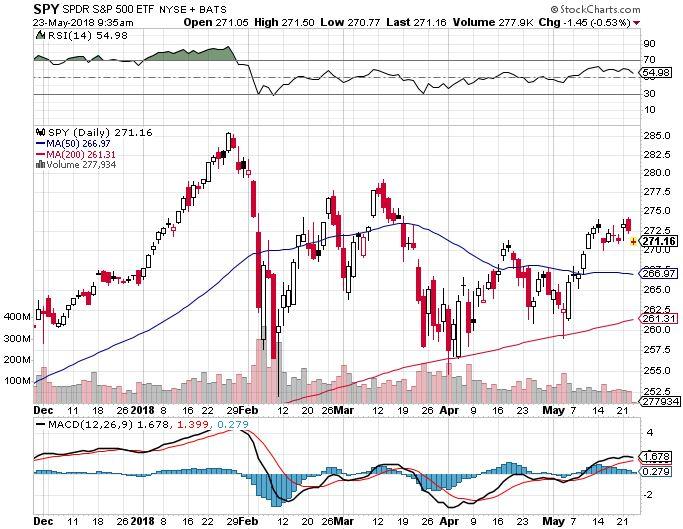 SPY SPDR S&P 500 ETF NYSE + BATS
© StockCharts.com
23-May-2018 9:35am
Open 271.05 High 271.50 Low 270.77 Last 271.16 Volume 277.9K Chg -1.45 (-0.53%)
RSI(14) 54.98
90
70
54.98
30
10
SPY (Daily) 271.16
MA(50) 266.97
MA(200) 261.31
Volume 277,934
285.0
282.5
280.0
277.5
275.0
272.5
271.16
270.0
266.97
265.0
262.5
261.31
260.0
257.5
255.0
252.5
277934
400M
300M
200M
100M
Dec 11 18 26 2018 8 16 22 29 Feb 12 20 26 Mar 12 19 26 Apr 9 16 23 May 7 14 21
MACD(12,26,9) 1.678, 1.399, 0.279
4
2
1.678
0.279
-2
Dec 11 18 26 2018 8 16 22 29 Feb 12 20 26 Mar 12 19 26 Apr 9 16 23 May 7 14 21